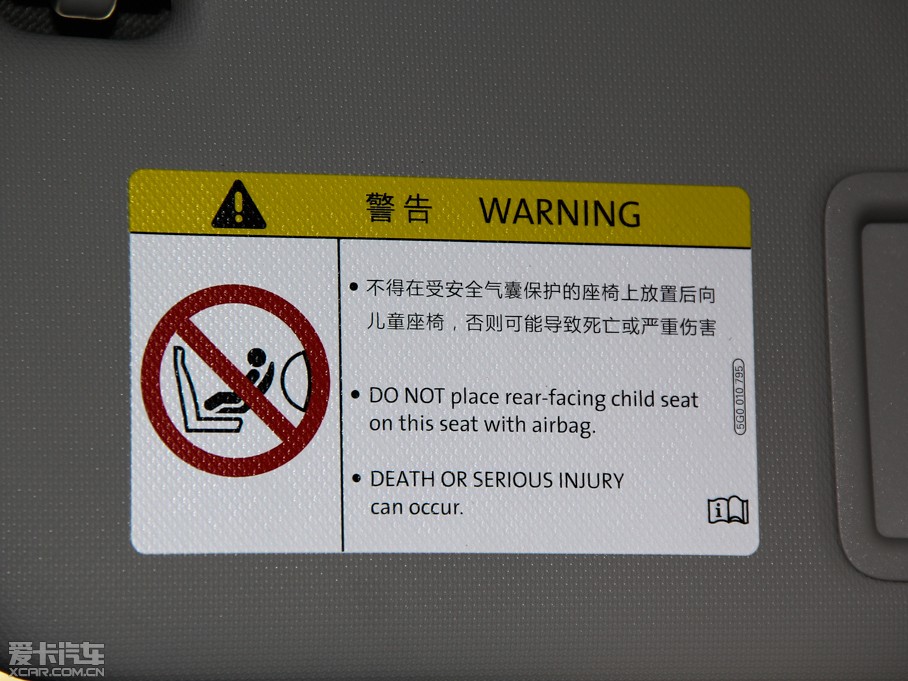 警告 WARNING
• 不得在受安全气囊保护的座椅上放置后向
儿童座椅，否则可能导致死亡或严重伤害
• DO NOT place rear-facing child seat
on this seat with airbag.
• DEATH OR SERIOUS INJURY
can occur.
5G0 010 795
i
爱卡汽车
XCAR.COM.CN